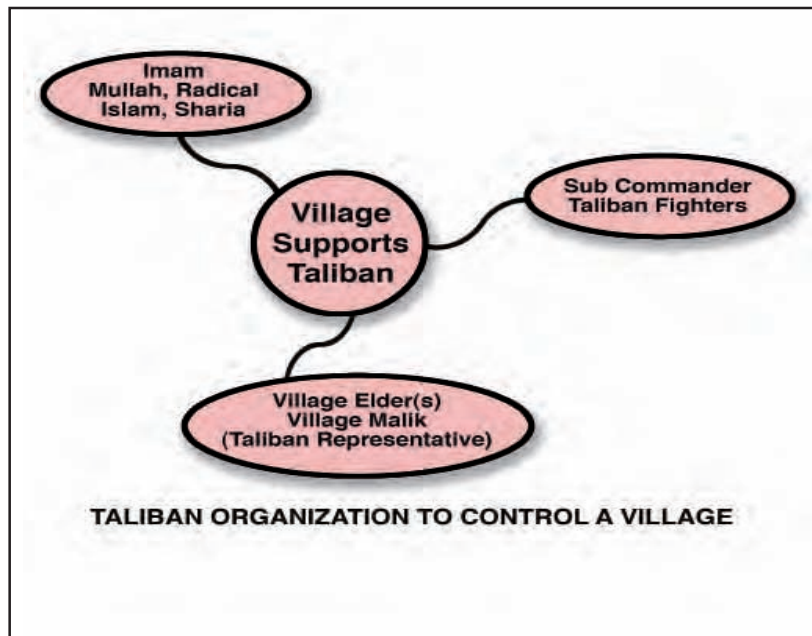 Imam
Mullah, Radical
Islam, Sharia
Village
Supports
Taliban
Sub Commander
Taliban Fighters
Village Elder(s)
Village Malik
(Taliban Representative)
TALIBAN ORGANIZATION TO CONTROL A VILLAGE